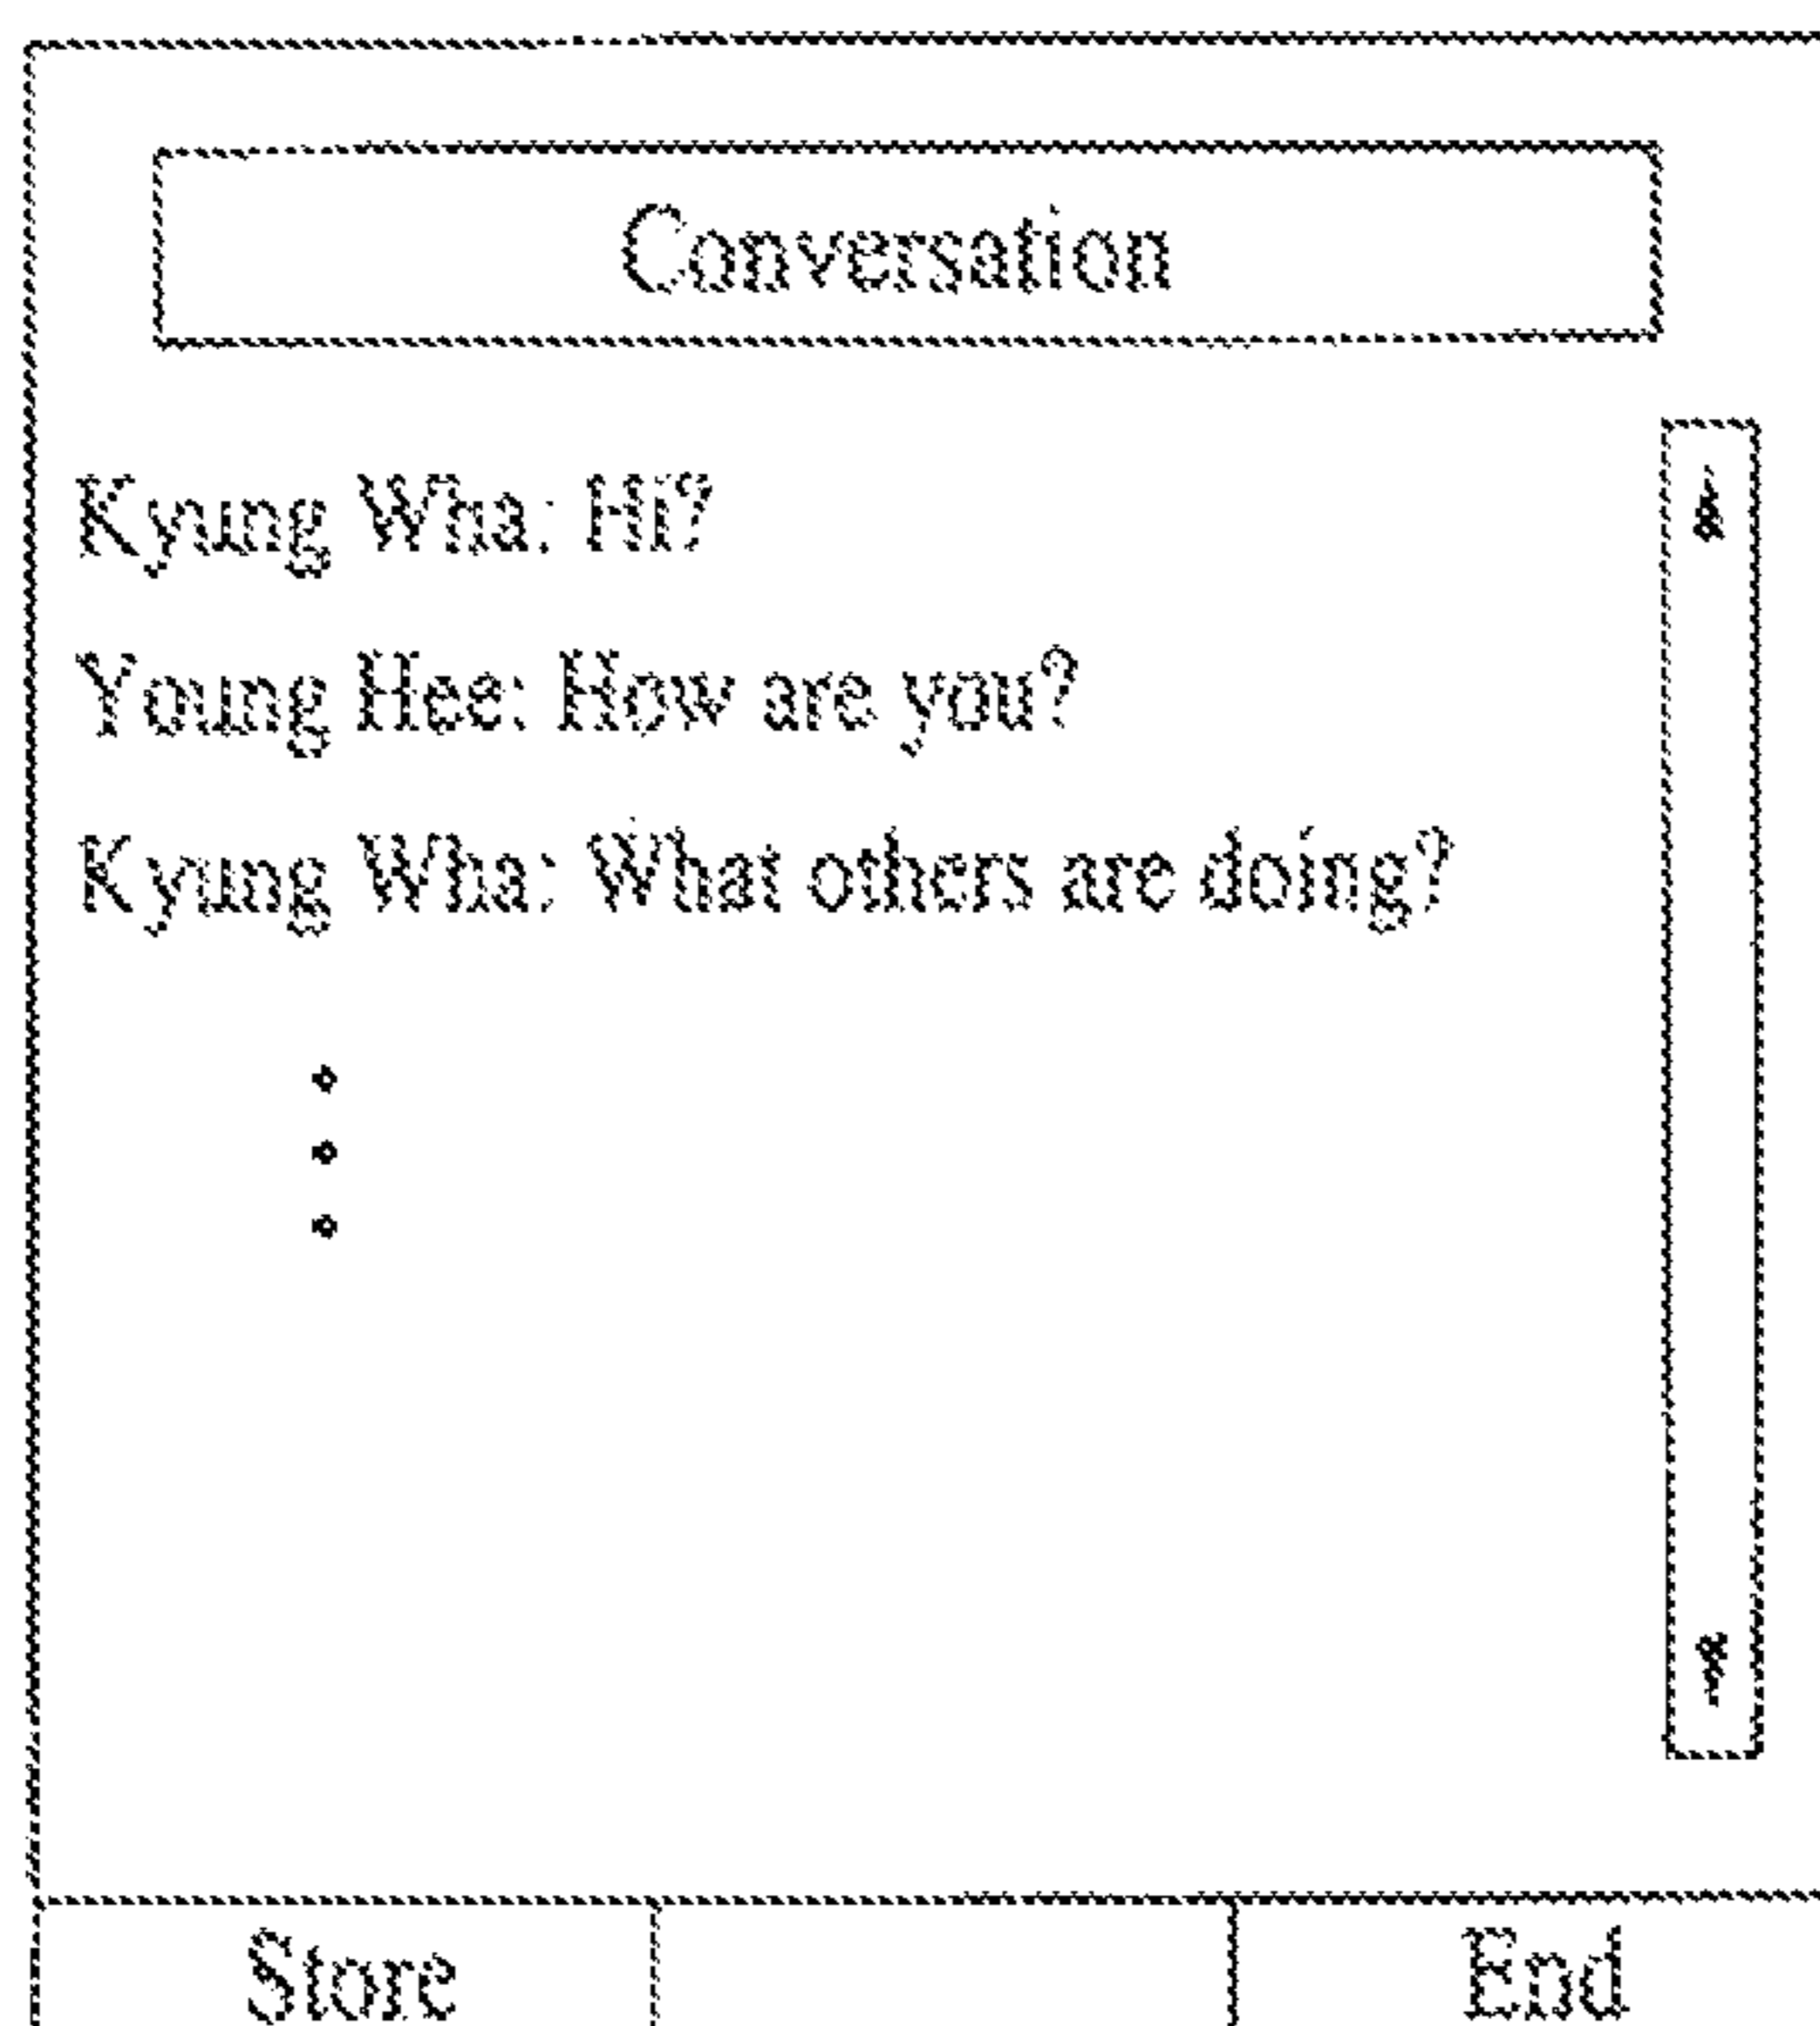 Conversation
Kyung Wha: Hi?
Young Hee: How are you?
Kyung Wha: What others are doing?
Store
End